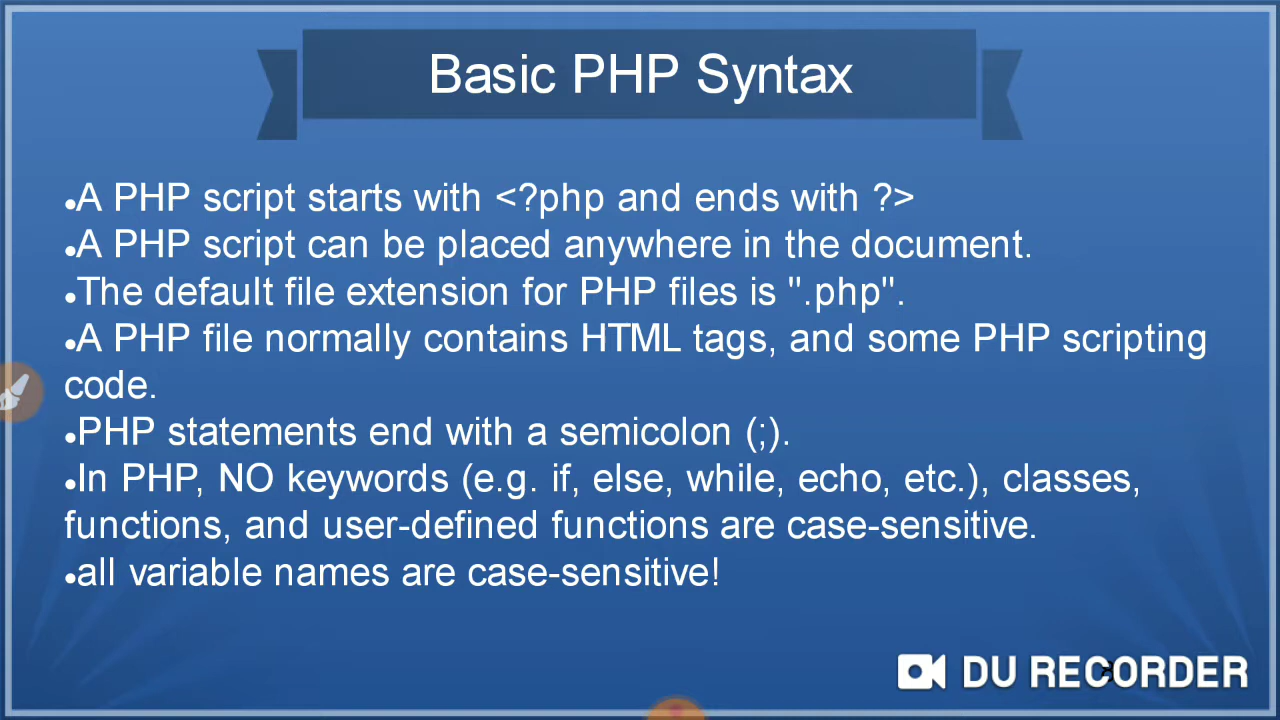 Basic PHP Syntax
●A PHP script starts with <?php and ends with ?>
●A PHP script can be placed anywhere in the document.
●The default file extension for PHP files is ".php".
●A PHP file normally contains HTML tags, and some PHP scripting
code.
●PHP statements end with a semicolon (;).
●In PHP, NO keywords (e.g. if, else, while, echo, etc.), classes,
functions, and user-defined functions are case-sensitive.
●all variable names are case-sensitive!
DU RECORDER